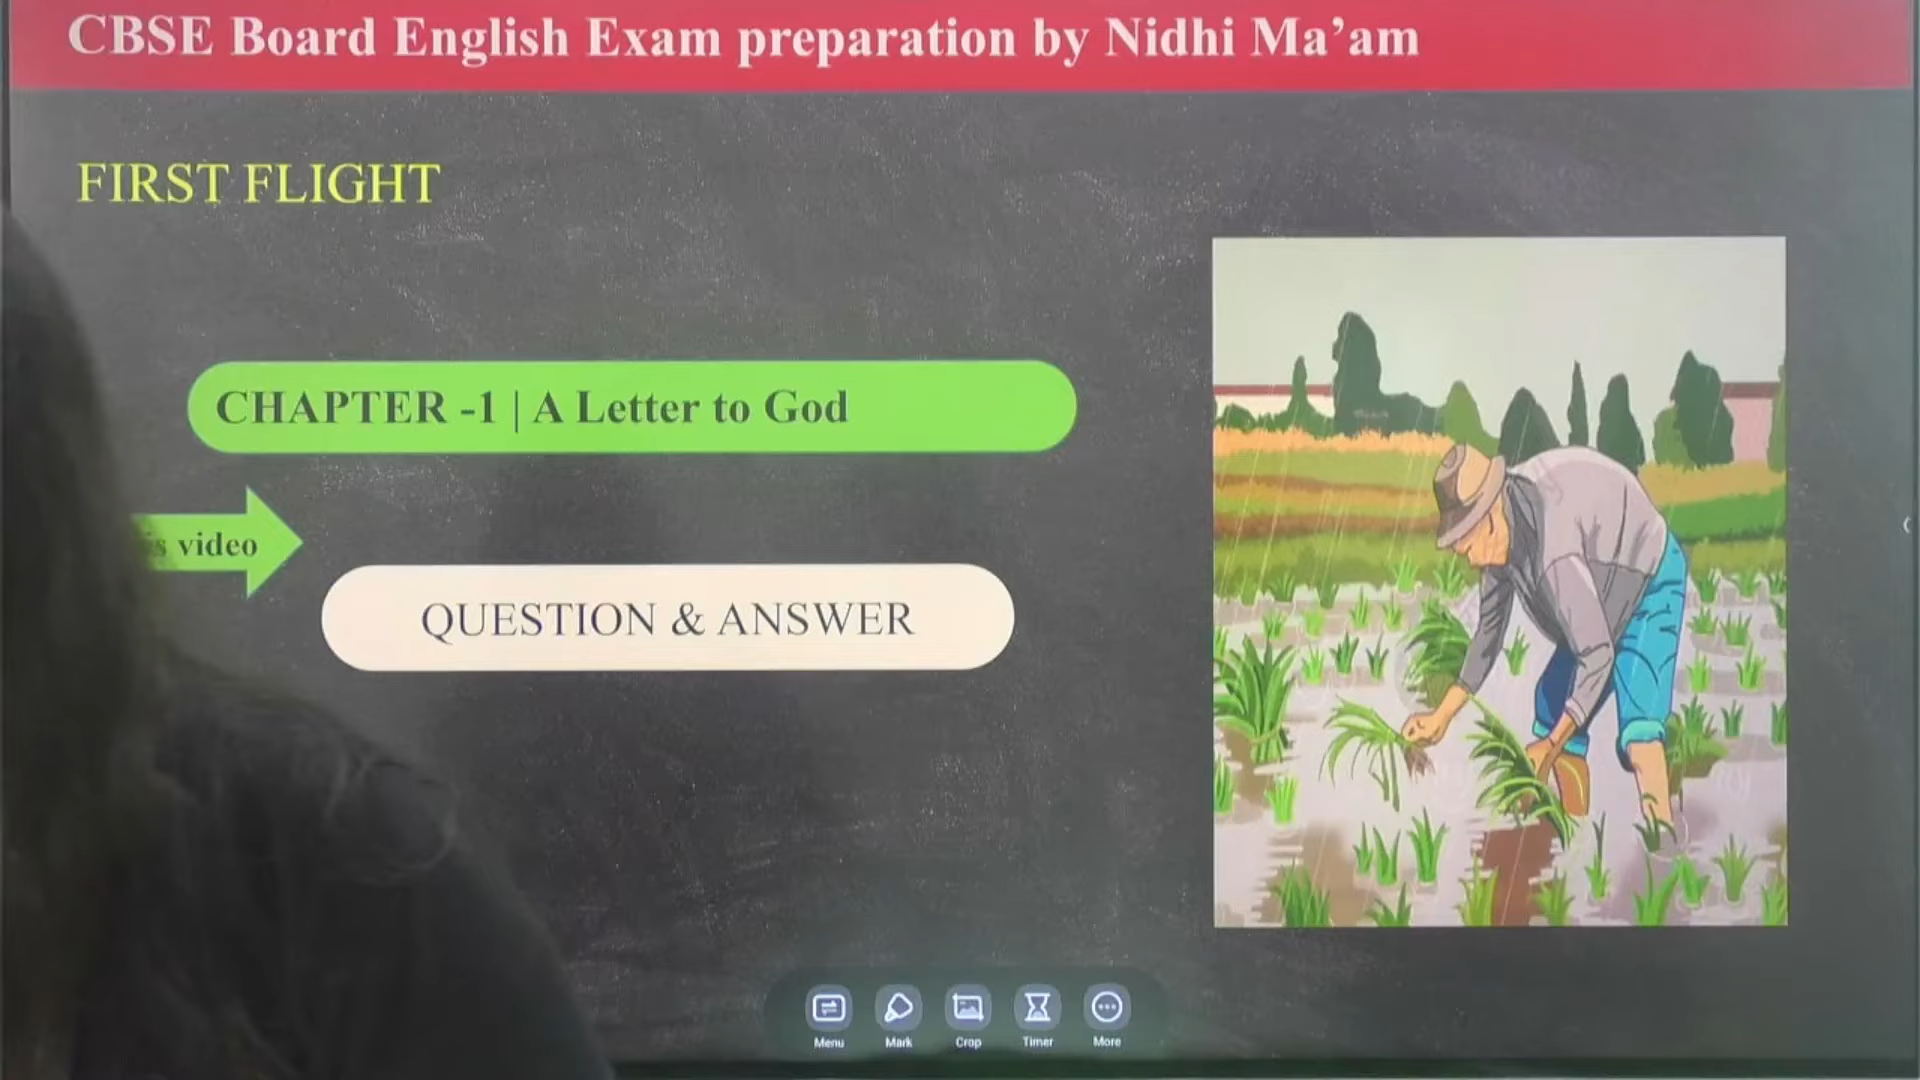 CBSE Board English Exam preparation by Nidhi Ma’am
FIRST FLIGHT
CHAPTER -1 | A Letter to God
video
QUESTION & ANSWER
Menu Mark Crop Timer More